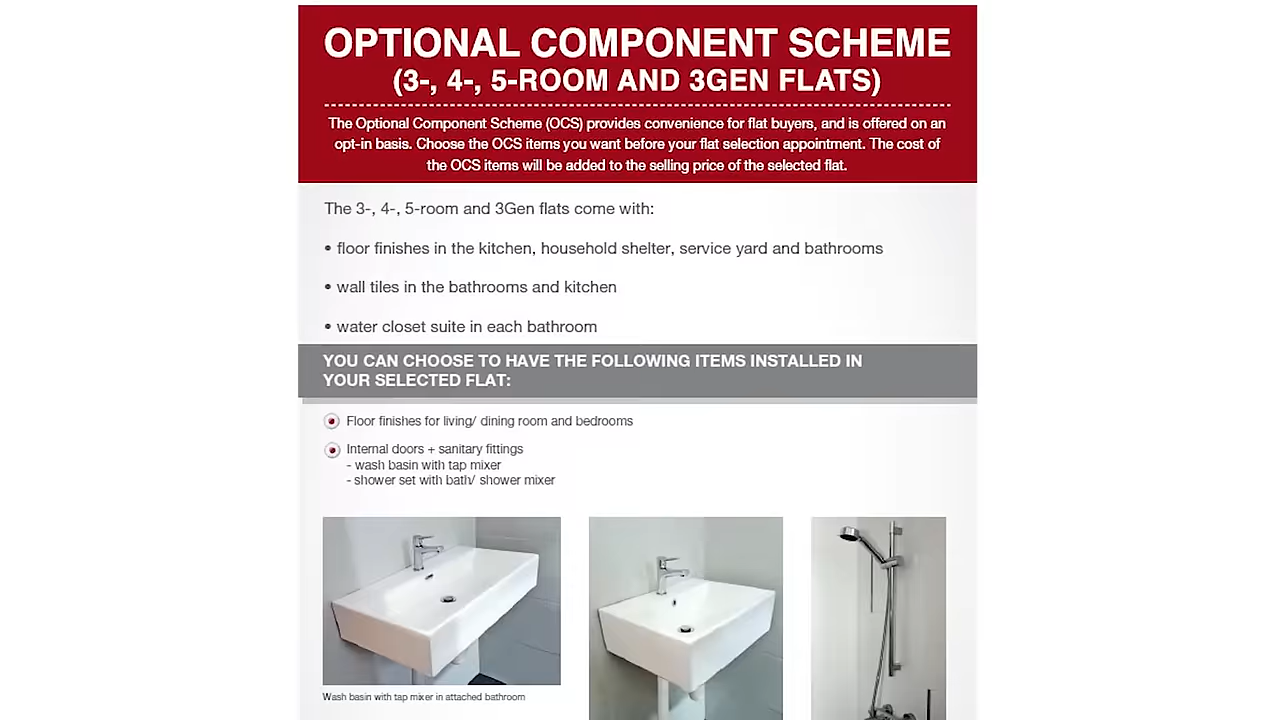 OPTIONAL COMPONENT SCHEME
(3-, 4-, 5-ROOM AND 3GEN FLATS)
The Optional Component Scheme (OCS) provides convenience for flat buyers, and is offered on an
opt-in basis. Choose the OCS items you want before your flat selection appointment. The cost of
the OCS items will be added to the selling price of the selected flat.
The 3-, 4-, 5-room and 3Gen flats come with:
• floor finishes in the kitchen, household shelter, service yard and bathrooms
• wall tiles in the bathrooms and kitchen
• water closet suite in each bathroom
YOU CAN CHOOSE TO HAVE THE FOLLOWING ITEMS INSTALLED IN
YOUR SELECTED FLAT:
Floor finishes for living/ dining room and bedrooms
Internal doors + sanitary fittings
- wash basin with tap mixer
- shower set with bath/ shower mixer
Wash basin with tap mixer in attached bathroom